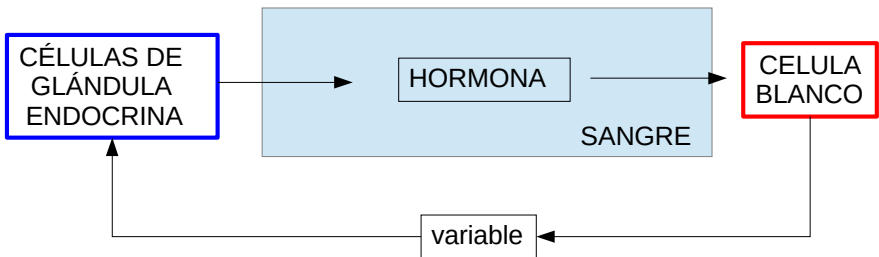 CÉLULAS DE
GLÁNDULA
ENDOCRINA
HORMONA
SANGRE
CELULA
BLANCO
variable